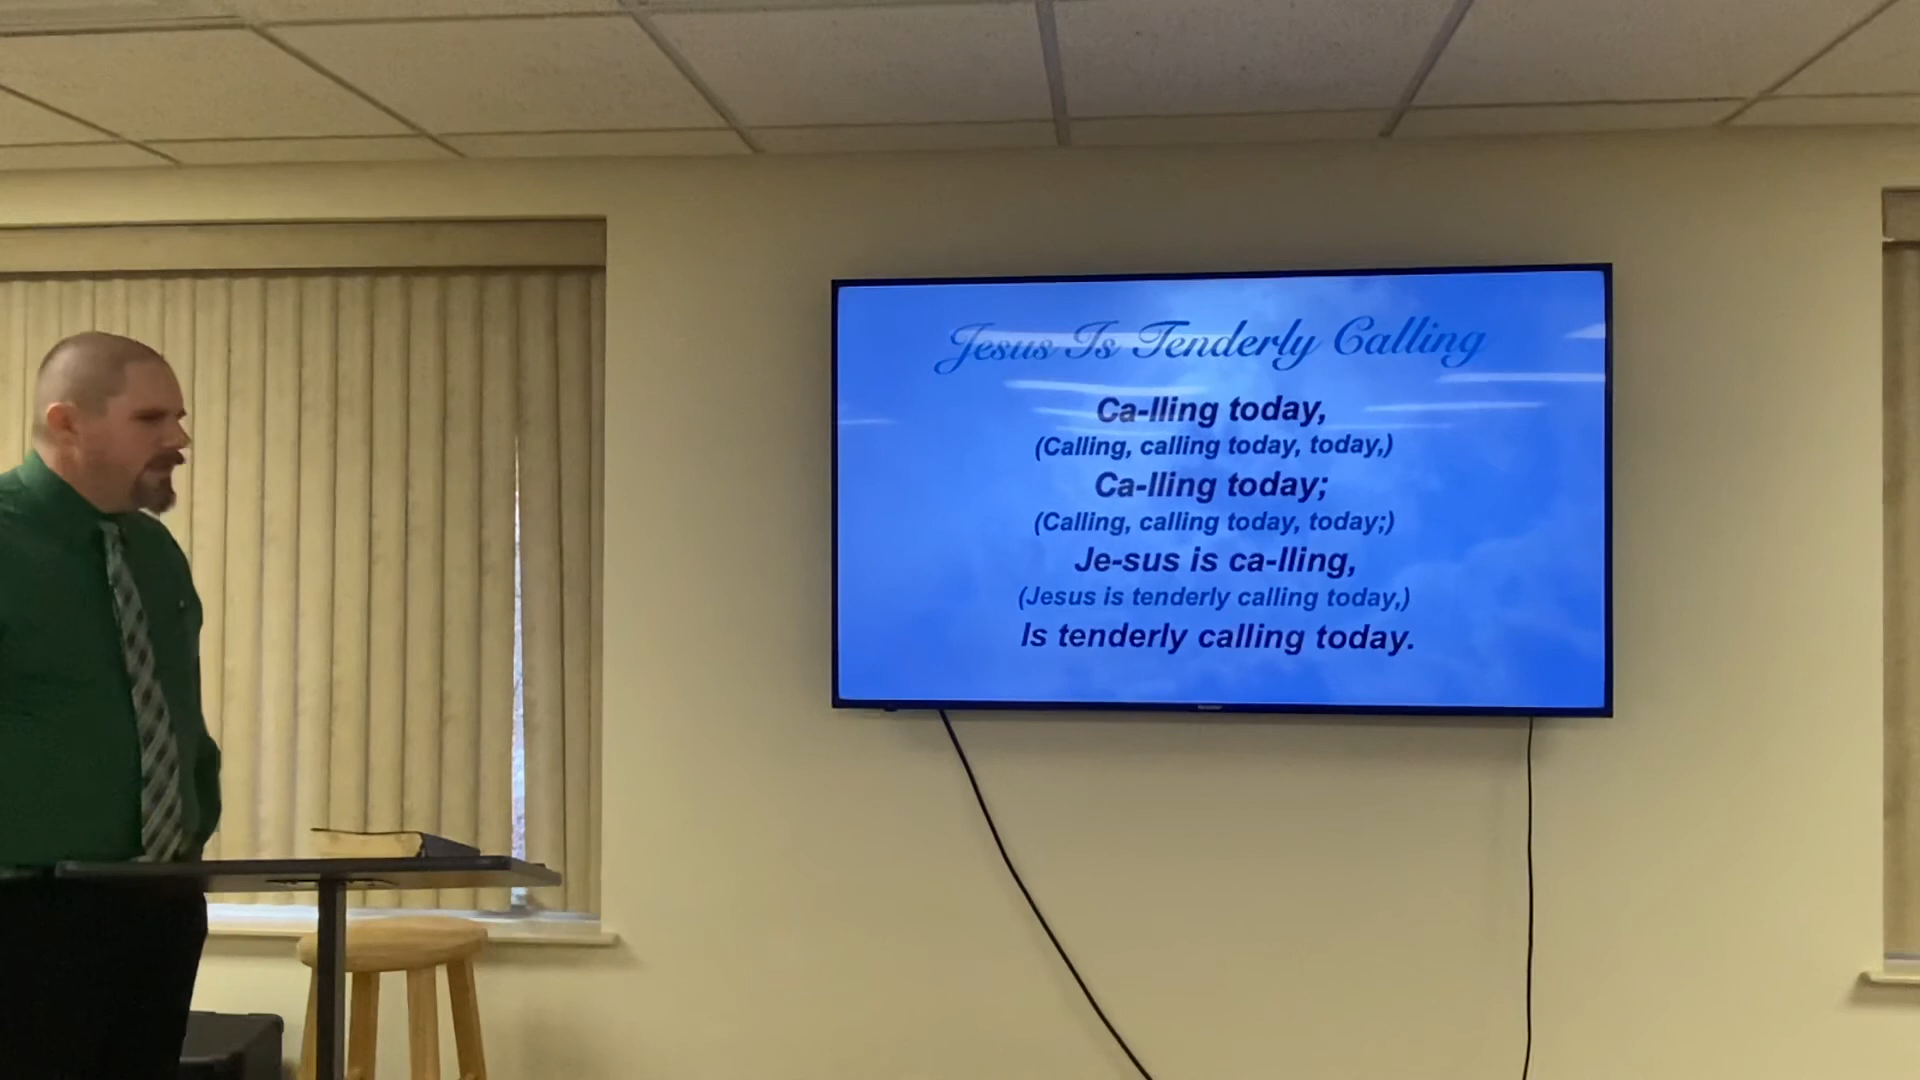 Jesus Is Tenderly Calling
Ca-lling today,
(Calling, calling today, today,)
Ca-lling today;
(Calling, calling today, today;)
Je-sus is ca-lling,
(Jesus is tenderly calling today,)
Is tenderly calling today.